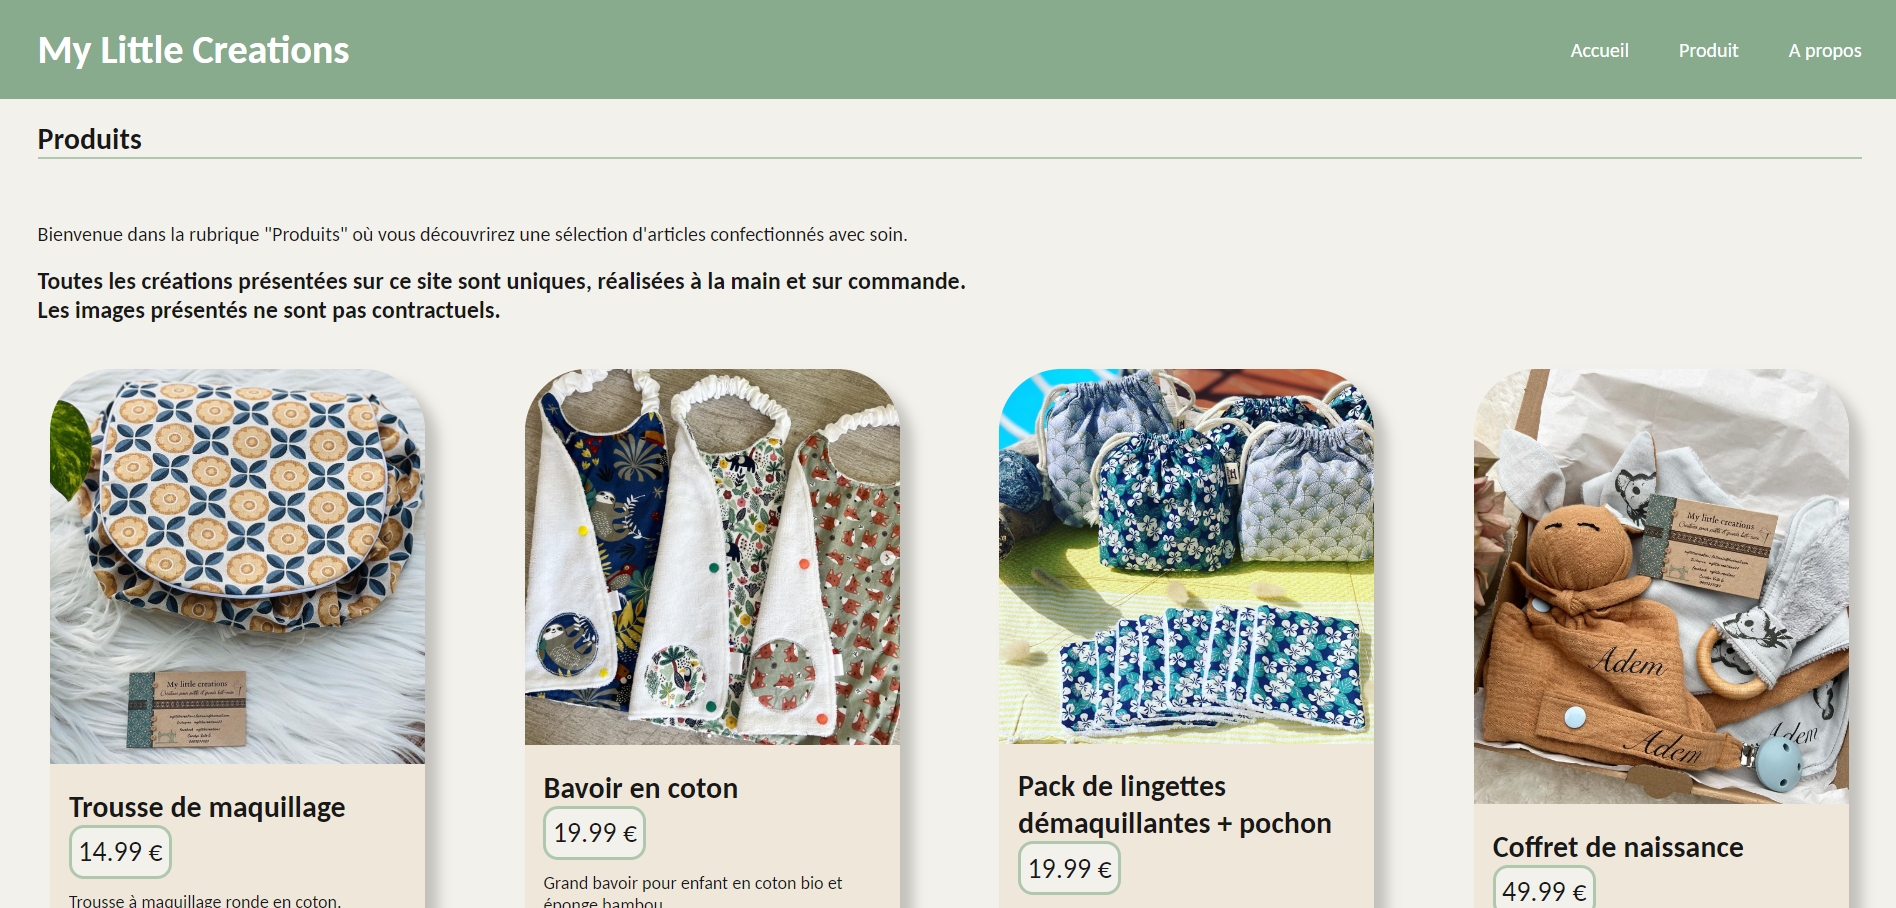 My Little Creations
Accueil
Produit
A propos
Produits
Bienvenue dans la rubrique "Produits" où vous découvrirez une sélection d'articles confectionnés avec soin.
Toutes les créations présentées sur ce site sont uniques, réalisées à la main et sur commande.
Les images présentés ne sont pas contractuels.
My little creations
My little creations
Adem
Adem
Adem
Trousse de maquillage
14.99 €
Trousse à maquillage ronde en coton.
Bavoir en coton
19.99 €
Grand bavoir pour enfant en coton bio et
éponge bambou
Pack de lingettes
démaquillantes + pochon
19.99 €
Coffret de naissance
49.99 €